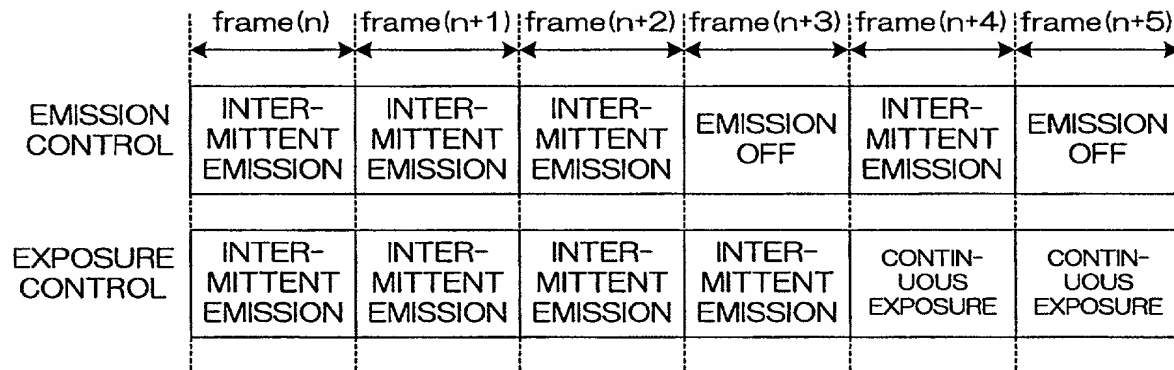 frame(n) frame(n+1) frame(n+2) frame(n+3) frame(n+4) frame(n+5)
EMISSION CONTROL
INTER-
MITTENT
EMISSION
INTER-
MITTENT
EMISSION
INTER-
MITTENT
EMISSION
EMISSION
OFF
INTER-
MITTENT
EMISSION
EMISSION
OFF
EXPOSURE CONTROL
INTER-
MITTENT
EMISSION
INTER-
MITTENT
EMISSION
INTER-
MITTENT
EMISSION
INTER-
MITTENT
EMISSION
CONTIN-
UOUS
EXPOSURE
CONTIN-
UOUS
EXPOSURE